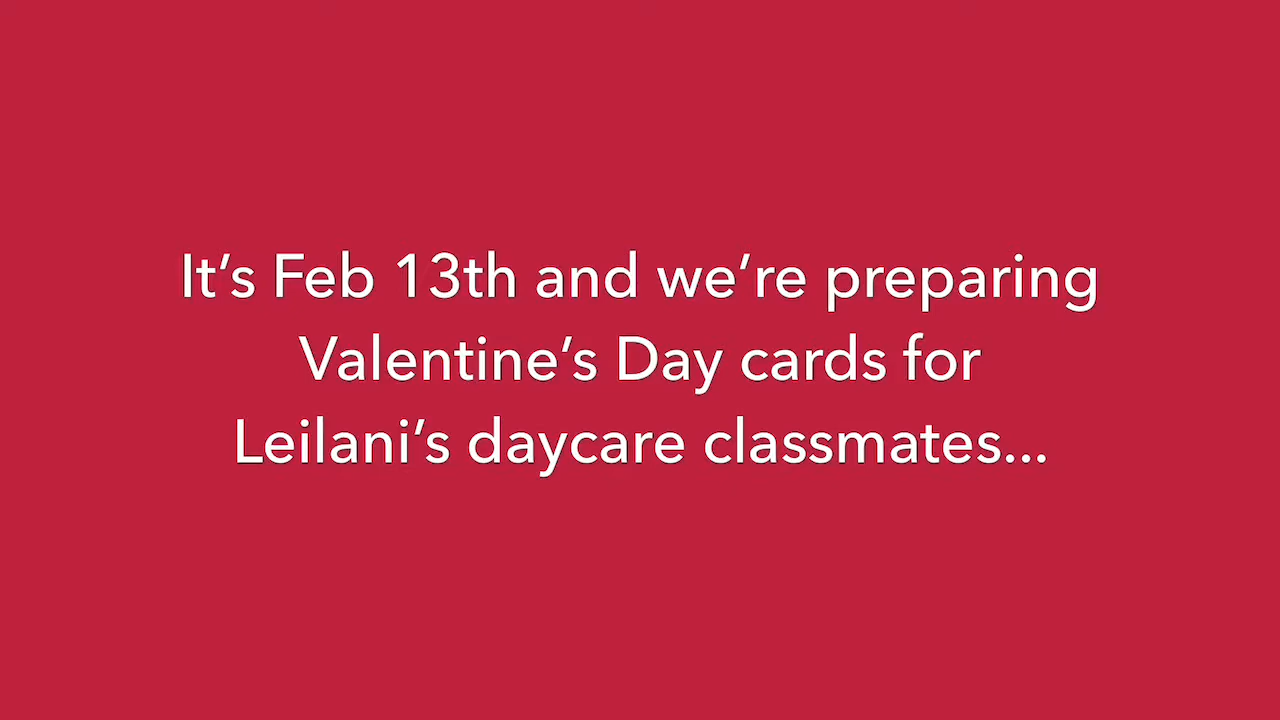 It’s Feb 13th and we’re preparing
Valentine’s Day cards for
Leilani’s daycare classmates...